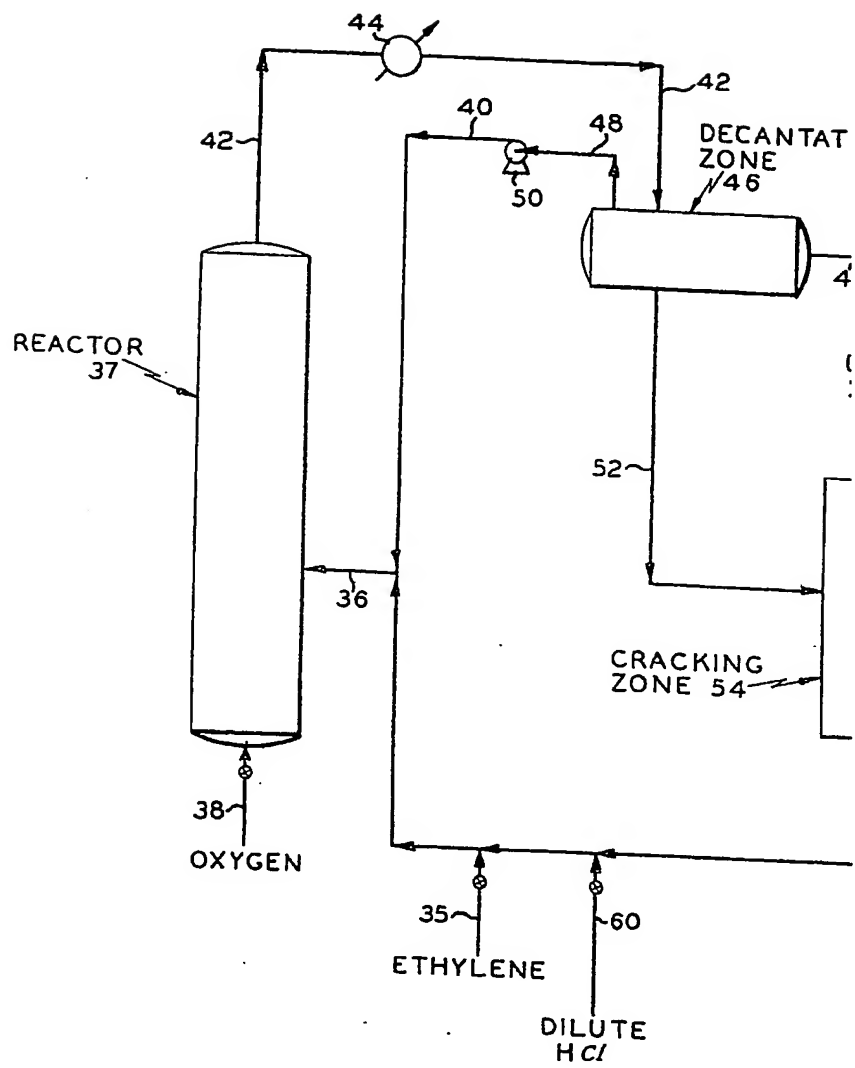 44
42
42
40
48
50
DECANTAT
ZONE
46
REACTOR
37
52
36
CRACKING
ZONE 54
38
OXYGEN
35
60
ETHYLENE
DILUTE
HCl